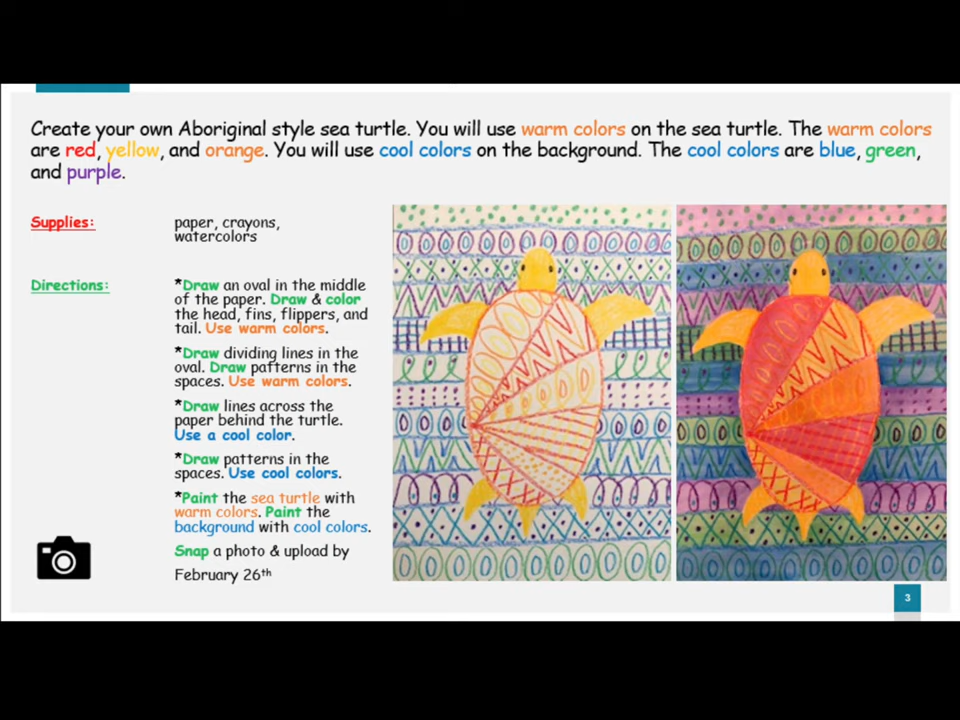 Create your own Aboriginal style sea turtle. You will use warm colors on the sea turtle. The warm colors
are red, yellow, and orange. You will use cool colors on the background. The cool colors are blue, green,
and purple.
Supplies:
paper, crayons,
watercolors
Directions:
*Draw an oval in the middle
of the paper. Draw & color
the head, fins, flippers, and
tail. Use warm colors.
*Draw dividing lines in the
oval. Draw patterns in the
spaces. Use warm colors.
*Draw lines across the
paper behind the turtle.
Use a cool color.
*Draw patterns in the
spaces. Use cool colors.
*Paint the sea turtle with
warm colors. Paint the
background with cool colors.
Snap a photo & upload by
February 26th
3